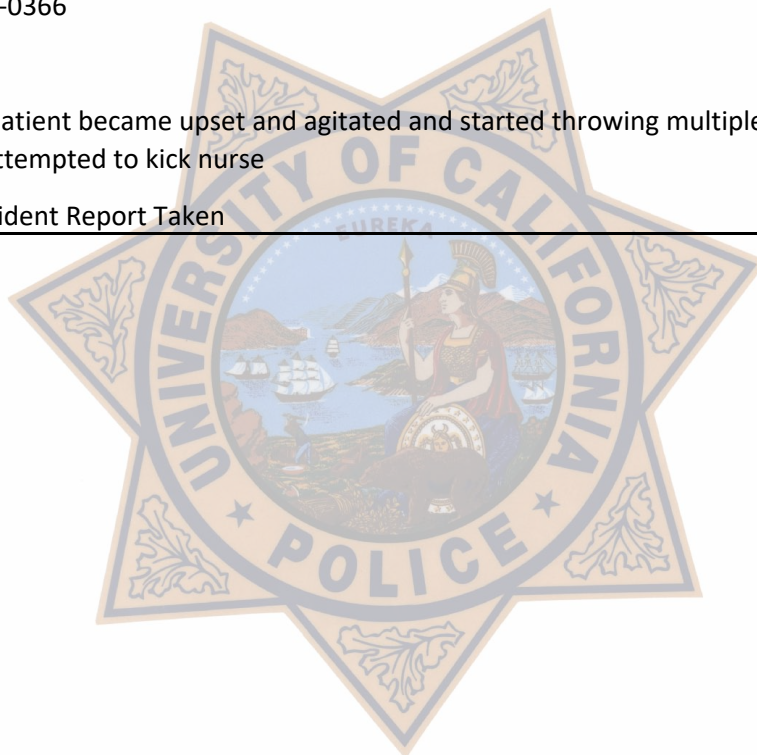 -0366
atient became upset and agitated and started throwing multiple
ttempted to kick nurse
ident Report Taken
UNIVERSITY OF CALIFORNIA
EUREKA
POLICE